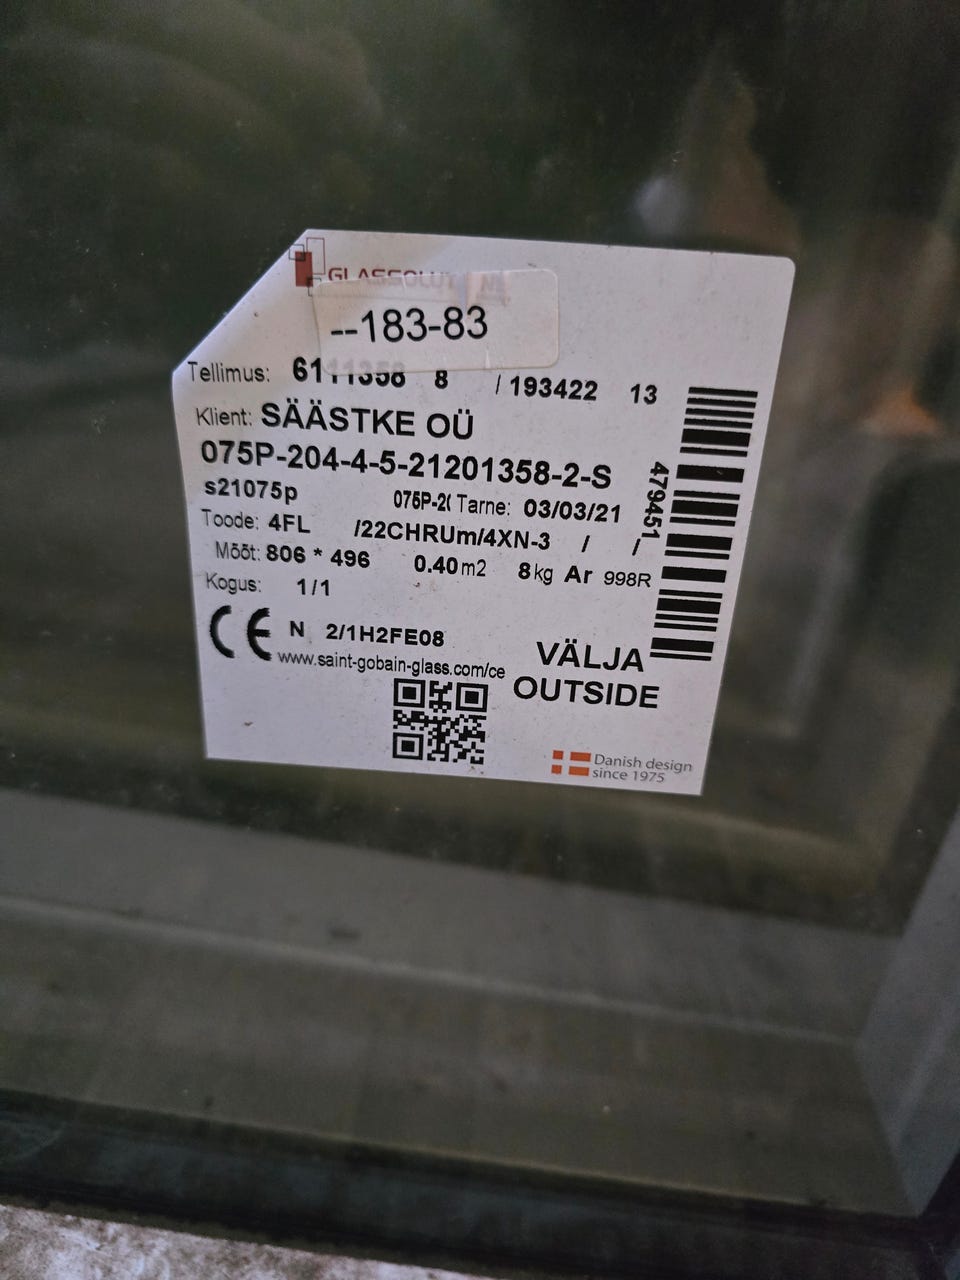 --183-83
Tellimus: 8 / 193422 13
Klient: SÄÄSTKE OÜ
075P-204-4-5-21201358-2-S
s21075p 075P-2( Tarne: 03/03/21
Toode: 4FL /22CHRUm/4XN-3 / /
Mõõt: 806 * 496 0.40 m2 8 kg Ar 998R
Kogus: 1/1
479451
CE N 2/1H2FE08
www.saint-gobain-glass.com/ce
VÄLJA
OUTSIDE
Danish design
since 1975